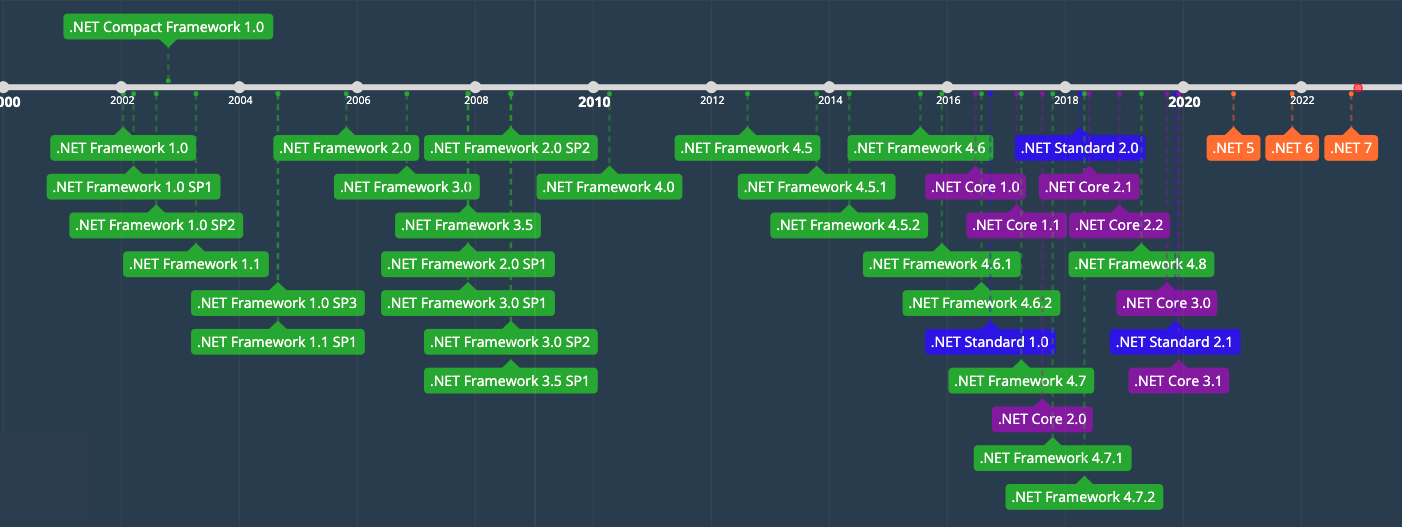 .NET Compact Framework 1.0
000 2002 2004 2006 2008 2010 2012 2014 2016 2018 2020 2022
.NET Framework 1.0 .NET Framework 2.0 .NET Framework 2.0 SP2 .NET Framework 4.5 .NET Framework 4.6 .NET Standard 2.0 .NET 5 .NET 6 .NET 7
.NET Framework 1.0 SP1 .NET Framework 3.0 .NET Framework 4.0 .NET Framework 4.5.1 .NET Core 1.0 .NET Core 2.1
.NET Framework 1.0 SP2 .NET Framework 3.5 .NET Framework 4.5.2 .NET Core 1.1 .NET Core 2.2
.NET Framework 1.1 .NET Framework 2.0 SP1 .NET Framework 4.6.1 .NET Framework 4.8
.NET Framework 1.0 SP3 .NET Framework 3.0 SP1 .NET Framework 4.6.2 .NET Core 3.0
.NET Framework 1.1 SP1 .NET Framework 3.0 SP2 .NET Standard 1.0 .NET Standard 2.1
.NET Framework 3.5 SP1 .NET Framework 4.7 .NET Core 3.1
.NET Core 2.0
.NET Framework 4.7.1
.NET Framework 4.7.2